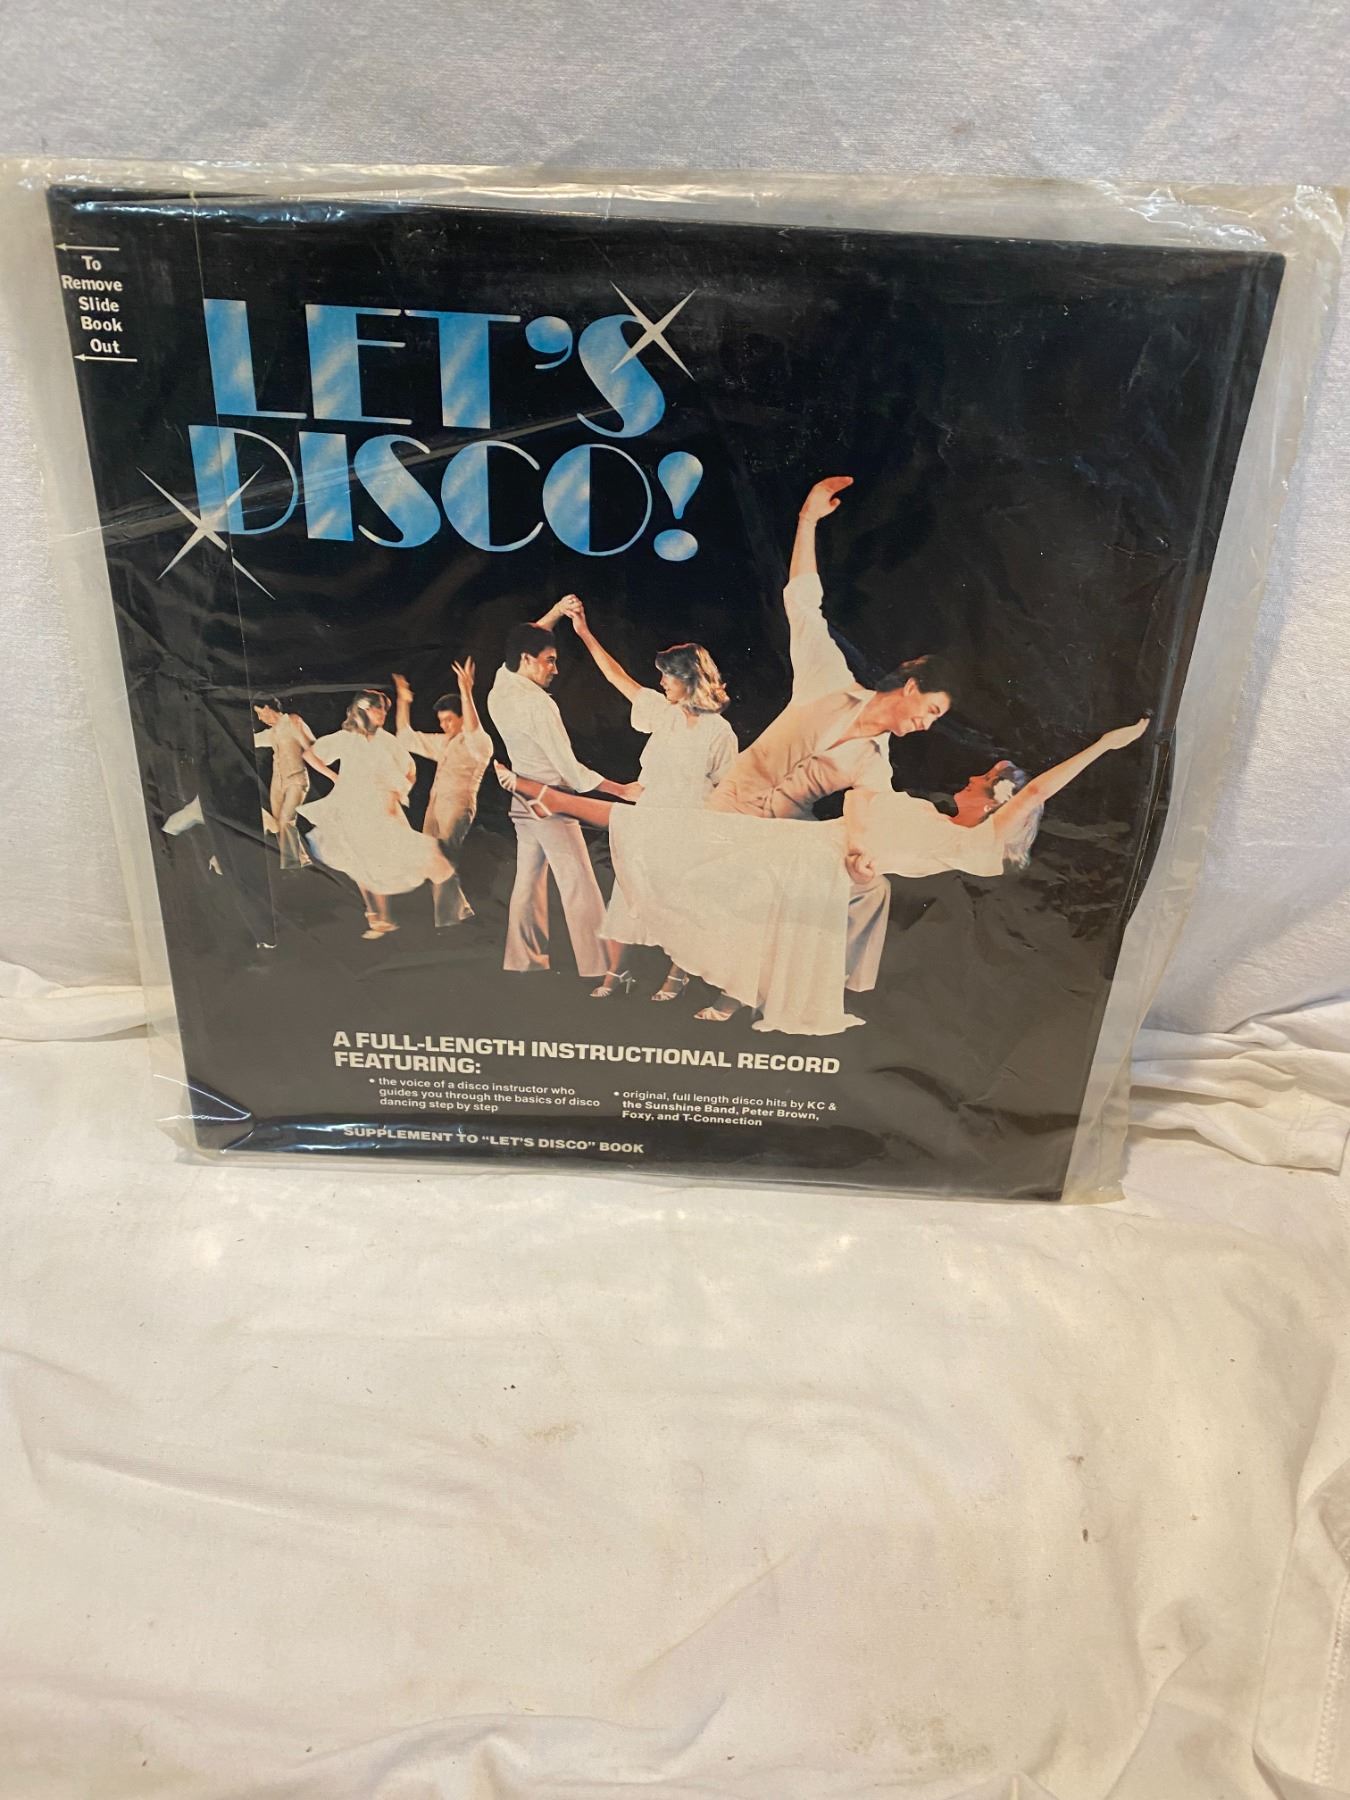 To
Remove
Slide
Book
Out
LET'S
DISCO!
A FULL-LENGTH INSTRUCTIONAL RECORD
FEATURING:
• the voice of a disco instructor who
guides you through the basics of disco
dancing step by step
• original, full length disco hits by KC &
the Sunshine Band, Peter Brown,
Foxy, and T-Connection
SUPPLEMENT TO "LET'S DISCO" BOOK